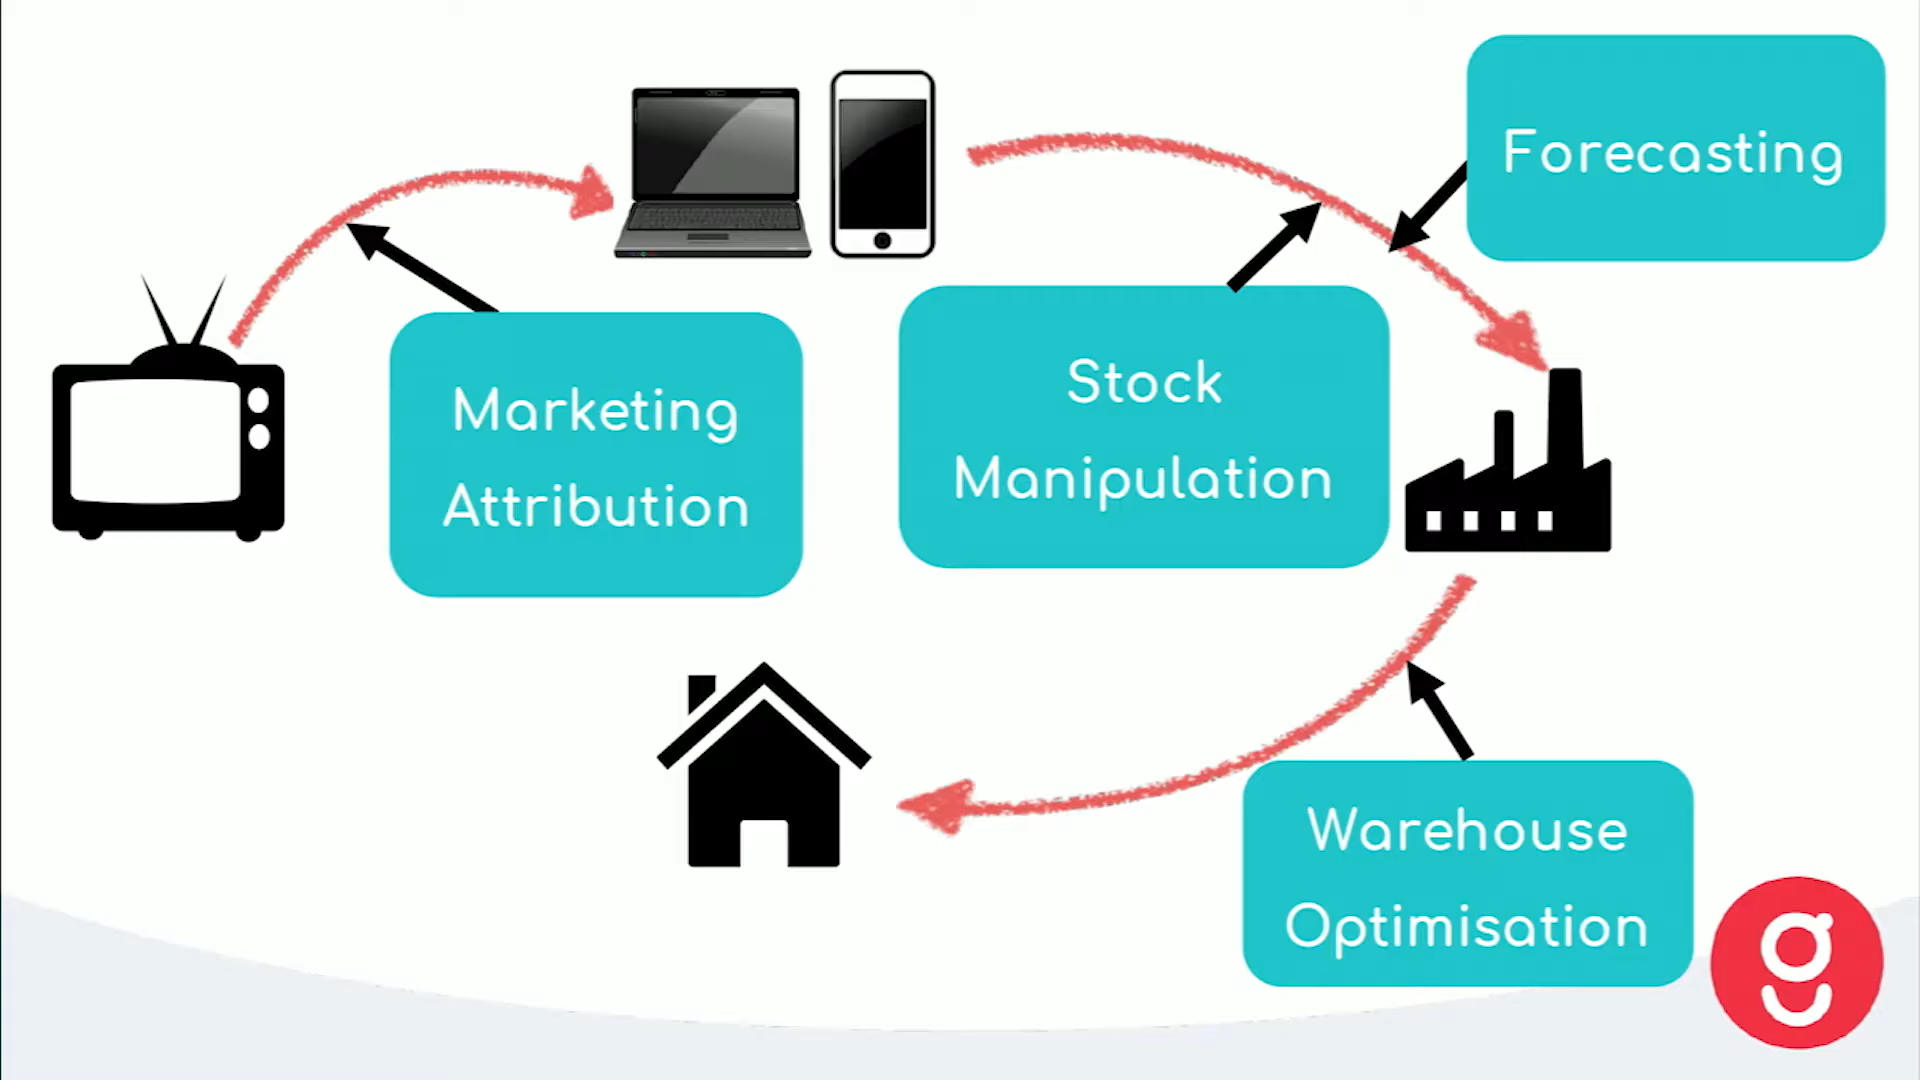 Forecasting
Marketing
Attribution
Stock
Manipulation
Warehouse
Optimisation
g